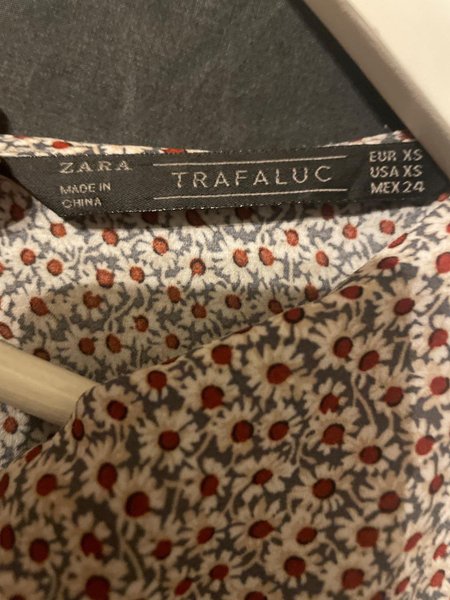 ZARA
MADE IN
CHINA
TRAFALUC
EUR XS
USA XS
MEX 24